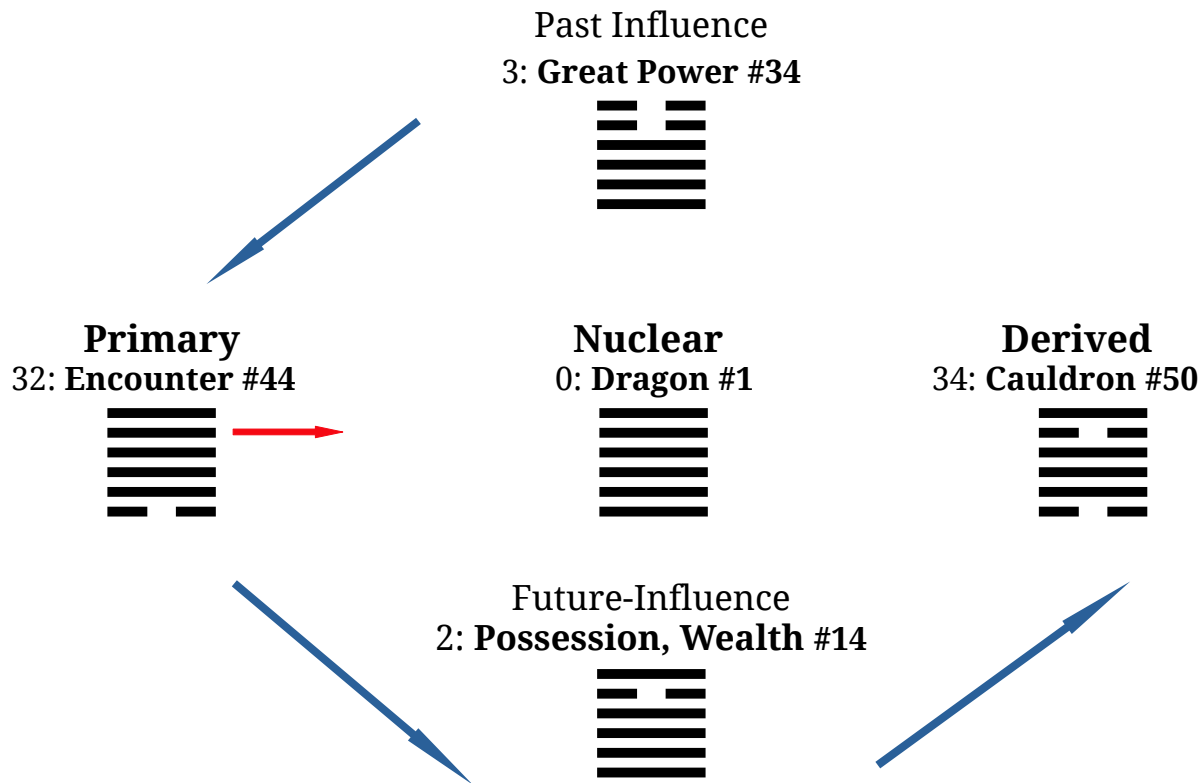 Past Influence
3: Great Power #34
Primary
32: Encounter #44
Nuclear
0: Dragon #1
Derived
34: Cauldron #50
Future-Influence
2: Possession, Wealth #14